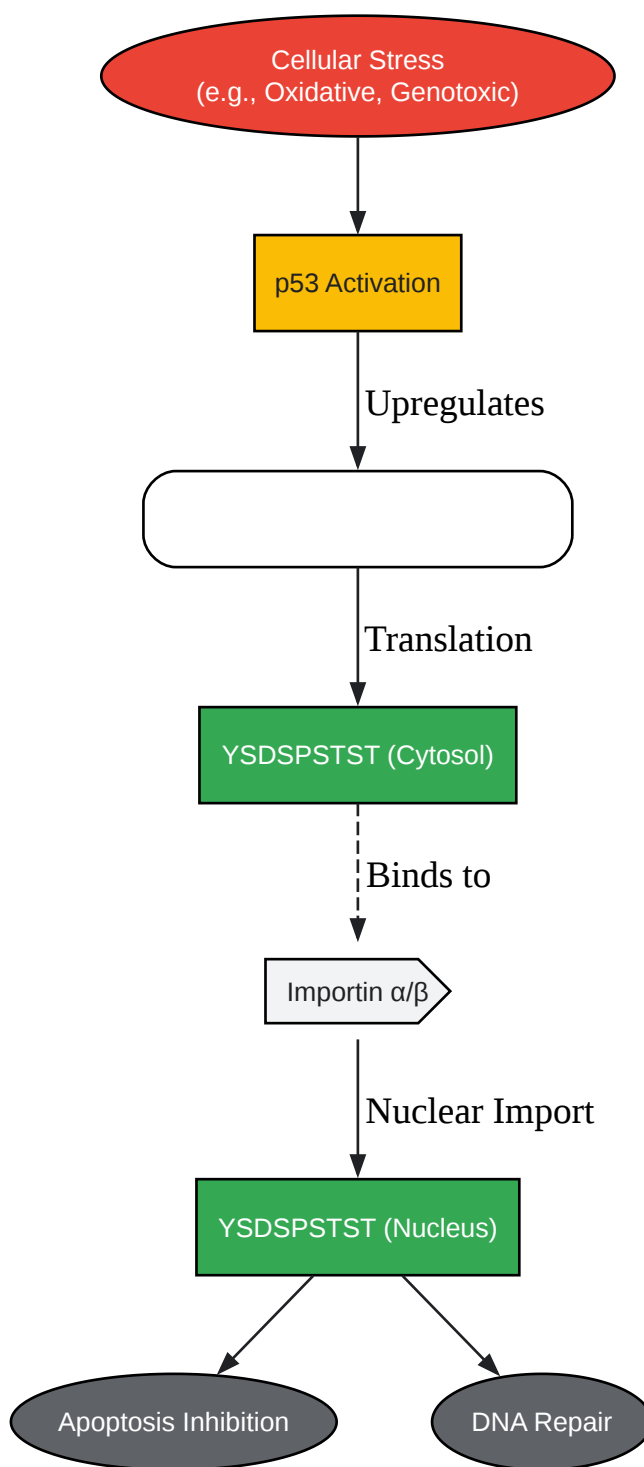 Cellular Stress
(e.g., Oxidative, Genotoxic)
p53 Activation
Upregulates
Translation
YSDSPSTST (Cytosol)
Binds to
Importin α/β
Nuclear Import
YSDSPSTST (Nucleus)
Apoptosis Inhibition
DNA Repair